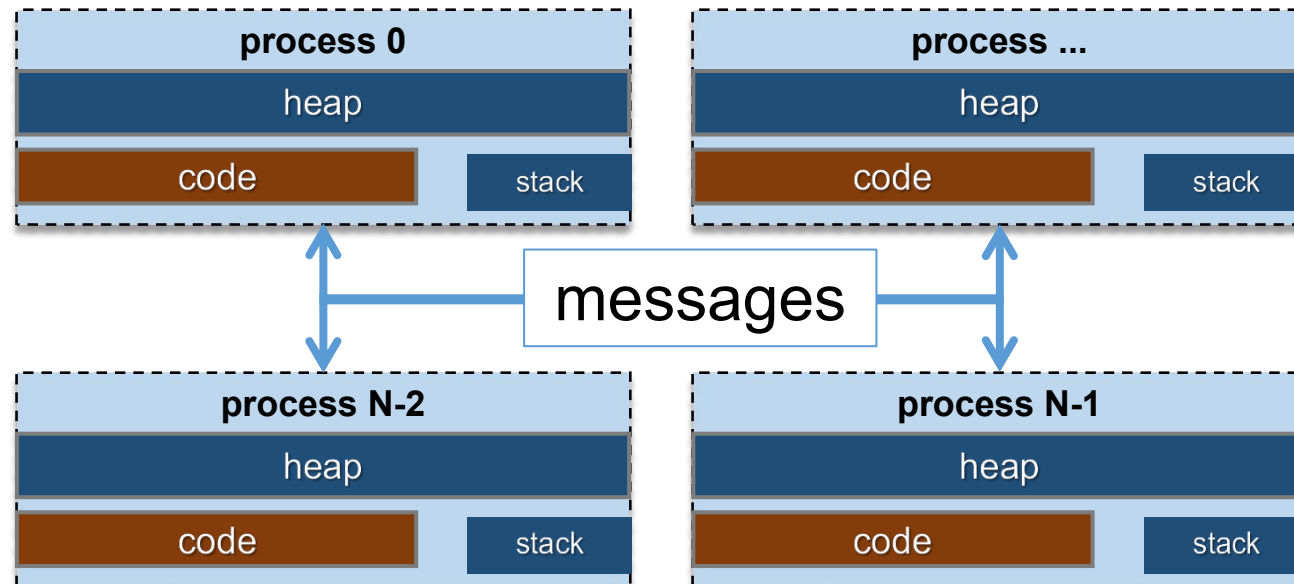 process 0
heap
code
stack
process ...
heap
code
stack
messages
process N-2
heap
code
stack
process N-1
heap
code
stack